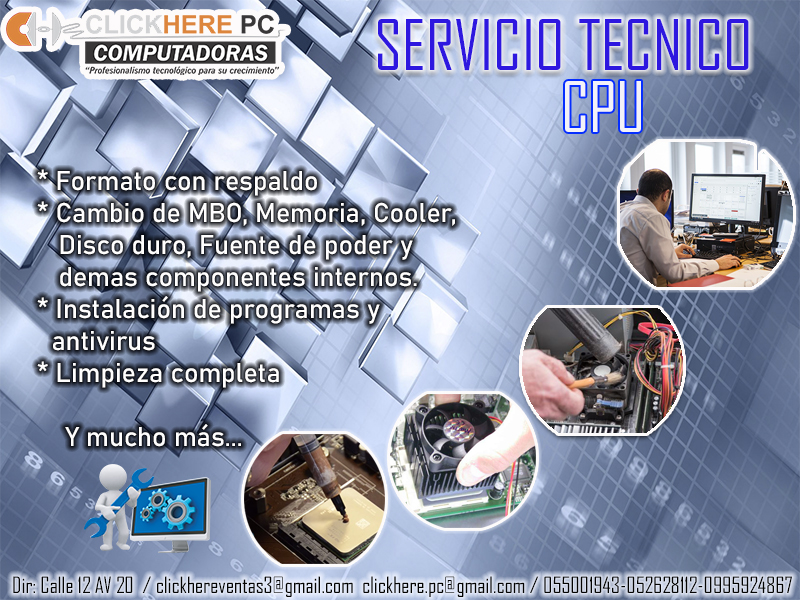 CLICKHERE PC
COMPUTADORAS
"Profesionalismo tecnológico para su crecimiento"
SERVICIO TECNICO
CPU
* Formato con respaldo
* Cambio de MBO, Memoria, Cooler,
Disco duro, Fuente de poder y
demas componentes internos.
* Instalación de programas y
antivirus
* Limpieza completa
Y mucho más...
Dir: Calle 12 AV 20 / clickhereventas3@gmail.com clickhere.pc@gmail.com / 055001943-052628112-0995924867